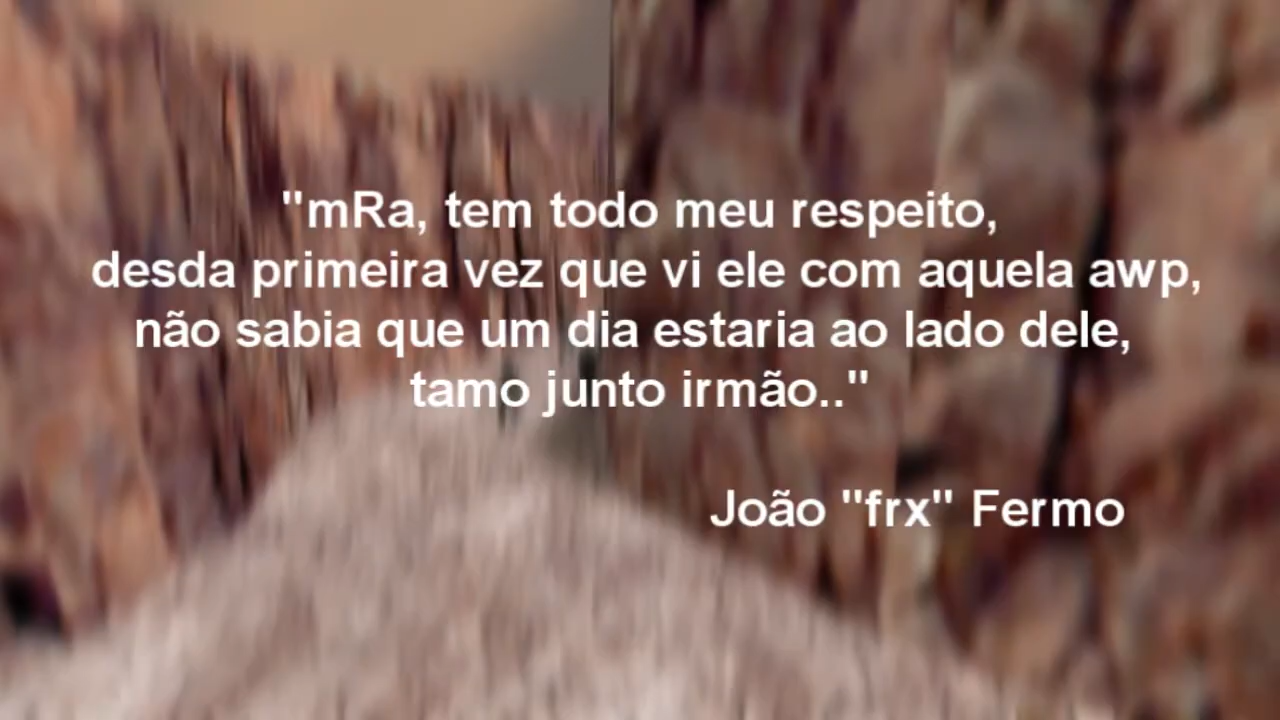 "mRa, tem todo meu respeito,
desda primeira vez que vi ele com aquela awp,
não sabia que um dia estaria ao lado dele,
tamo junto irmão.."
João "frx" Fermo